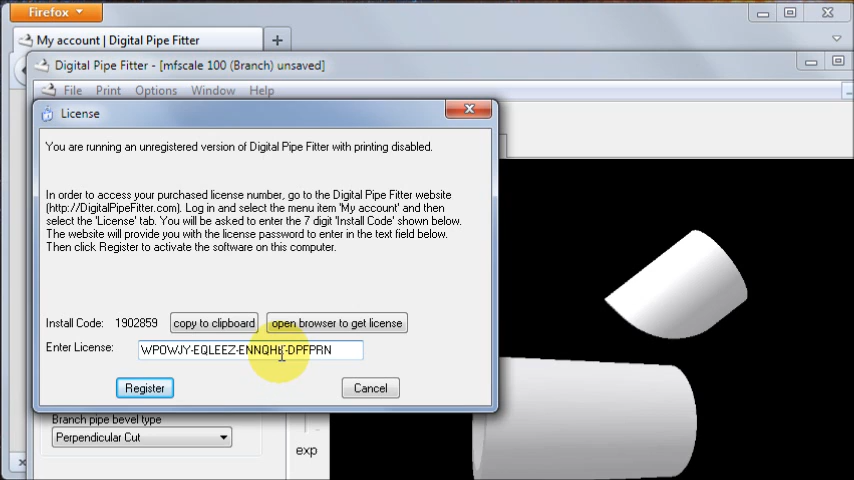 Firefox
My account | Digital Pipe Fitter
Digital Pipe Fitter - [mfscale 100 (Branch) unsaved]
File Print Options Window Help
License
You are running an unregistered version of Digital Pipe Fitter with printing disabled.
In order to access your purchased license number, go to the Digital Pipe Fitter website
(http://DigitalPipeFitter.com). Log in and select the menu item 'My account' and then
select the 'License' tab. You will be asked to enter the 7 digit 'Install Code' shown below.
The website will provide you with the license password to enter in the text field below.
Then click Register to activate the software on this computer.
Install Code: 1902859 copy to clipboard open browser to get license
Enter License:
Register Cancel
Branch pipe bevel type
Perpendicular Cut
exp